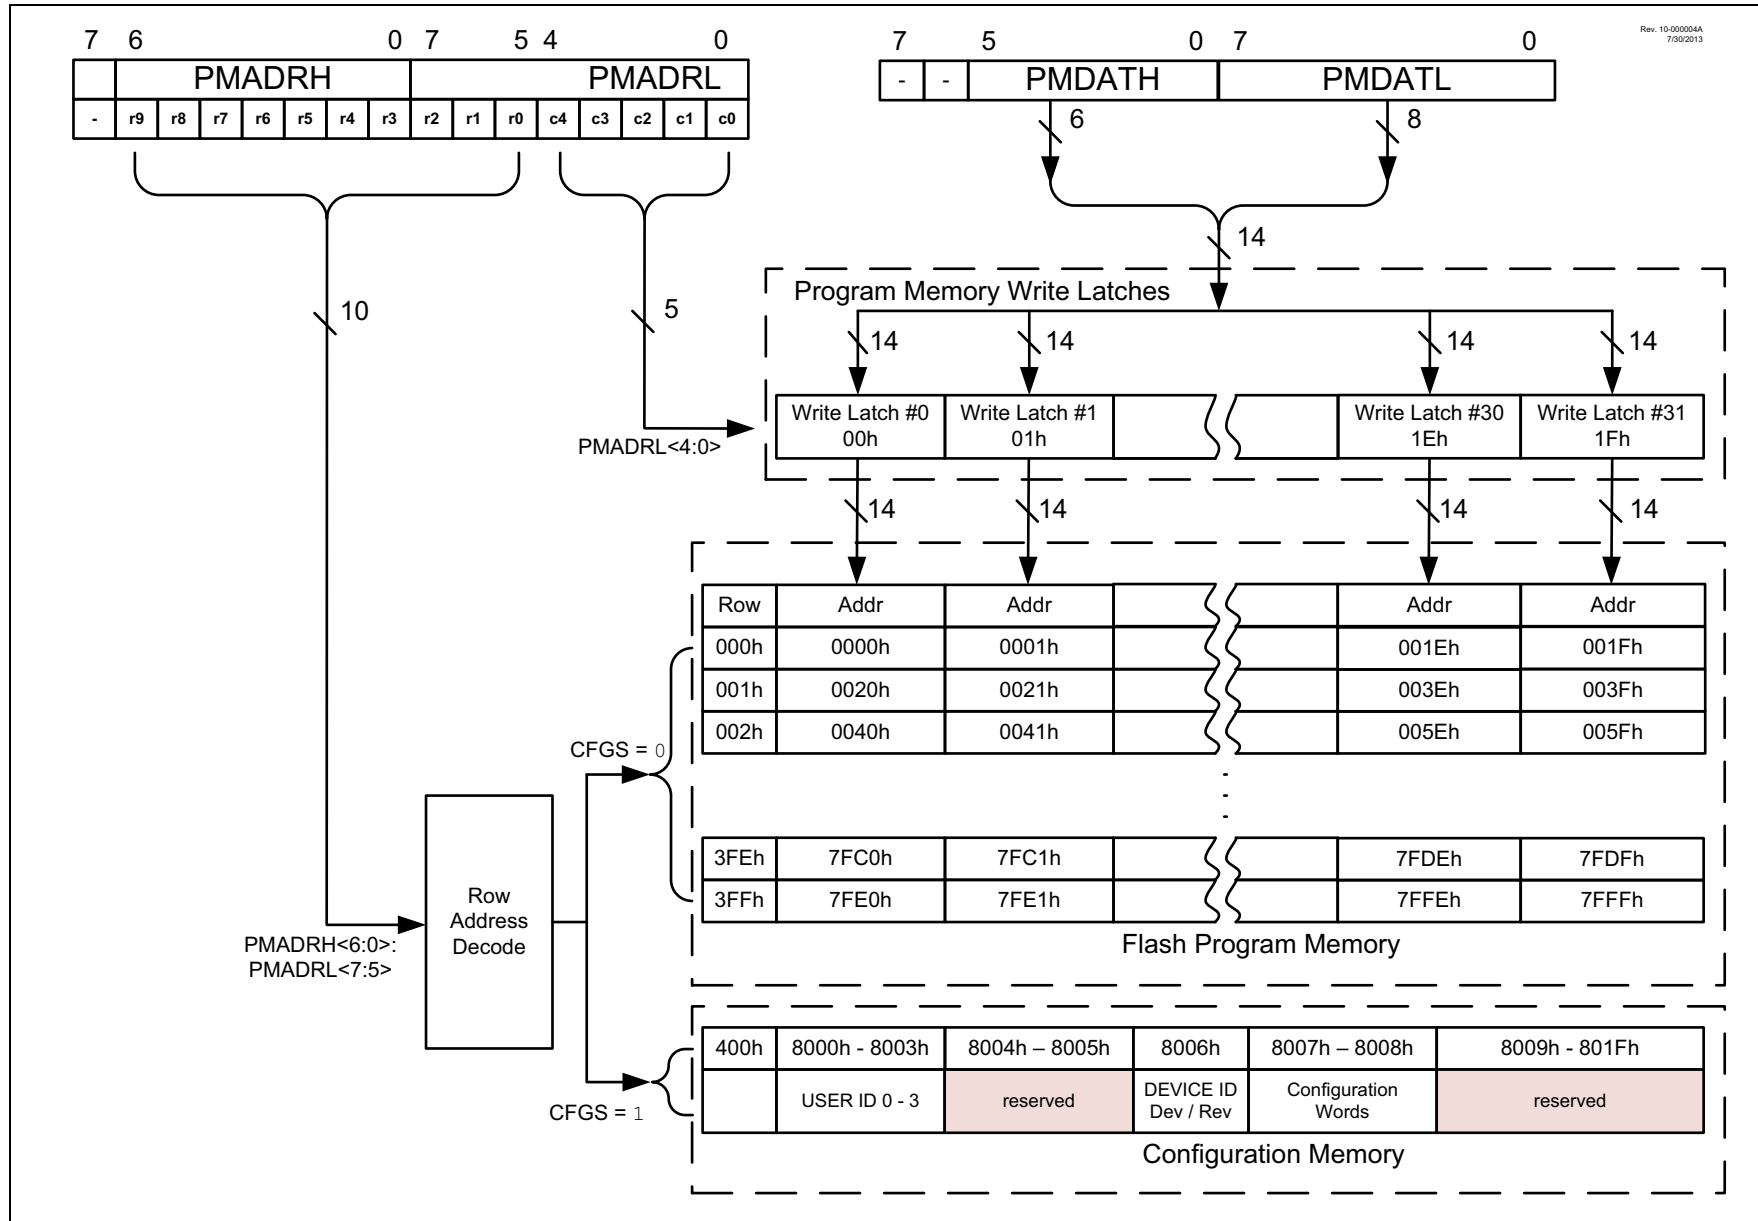 7 6 0 7 5 4 0
7 5 0 7 0
Rev. 10-000004A
7/30/2013
PMADRH PMADRL
- r9 r8 r7 r6 r5 r4 r3 r2 r1 r0 c4 c3 c2 c1 c0
- - PMDATH PMDATL
6 8
14
Program Memory Write Latches
10 5
14 14 14 14
Write Latch #0 Write Latch #1 Write Latch #30 Write Latch #31
00h 01h 1Eh 1Fh
PMADRL<4:0>
14 14 14 14
Row Addr Addr Addr Addr
000h 0000h 0001h 001Eh 001Fh
001h 0020h 0021h 003Eh 003Fh
002h 0040h 0041h 005Eh 005Fh
CFGS = 0
3FEh 7FC0h 7FC1h 7FDEh 7FDFh
3FFh 7FE0h 7FE1h 7FFEh 7FFFh
Row
Address
Decode
PMADRH<6:0>:
PMADRL<7:5>
Flash Program Memory
400h 8000h - 8003h 8004h – 8005h 8006h 8007h – 8008h 8009h - 801Fh
USER ID 0 - 3 reserved DEVICE ID Configuration reserved
Dev / Rev Words
CFGS = 1
Configuration Memory